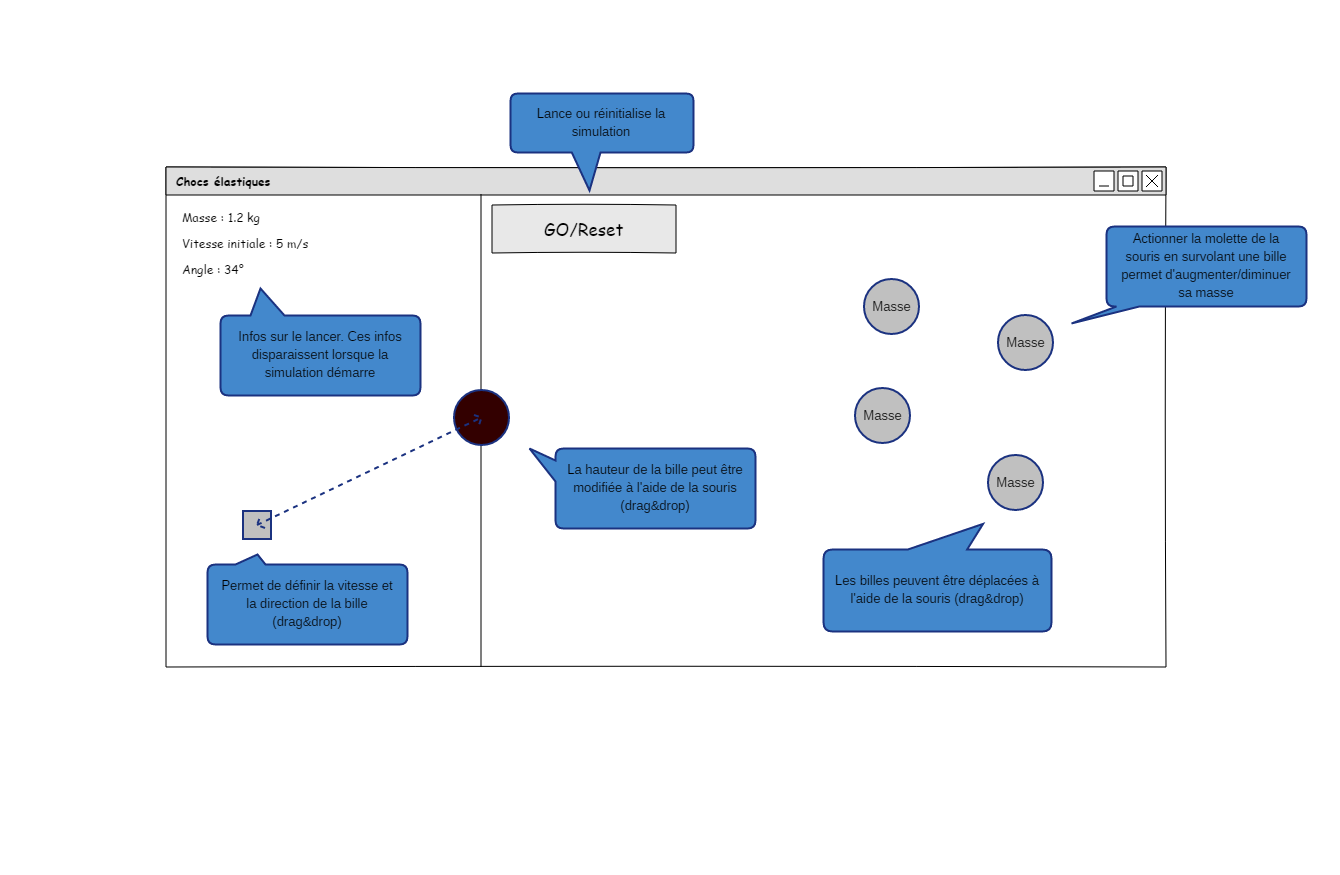 Lance ou réinitialise la
simulation
Chocs élastiques
Masse : 1.2 kg
Vitesse initiale : 5 m/s
Angle : 34°
GO/Reset
Actionner la molette de la
souris en survolant une bille
permet d'augmenter/diminuer
sa masse
Masse
Masse
Infos sur le lancer. Ces infos
disparaissent lorsque la
simulation démarre
Masse
La hauteur de la bille peut être
modifiée à l'aide de la souris
(drag&drop)
Masse
Permet de définir la vitesse et
la direction de la bille
(drag&drop)
Les billes peuvent être déplacées à
l'aide de la souris (drag&drop)